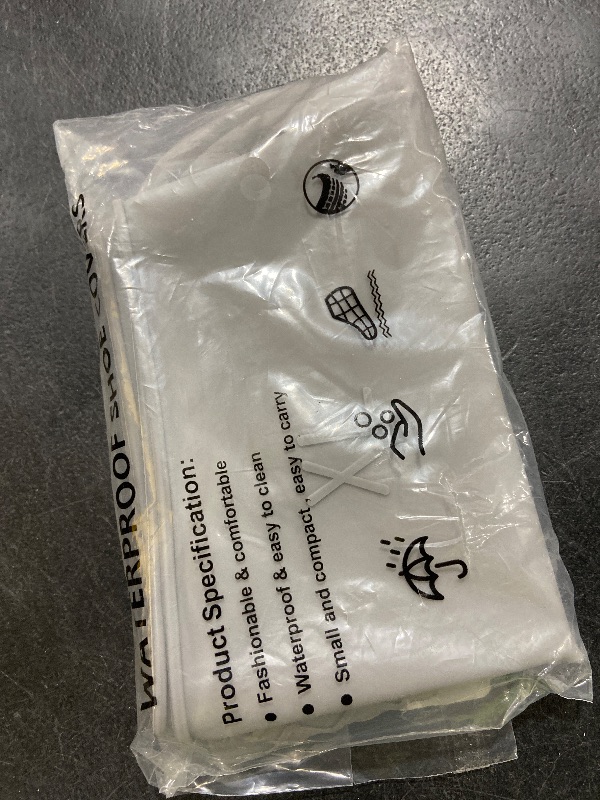 WATERPROOF SHOE COVERS
Product Specification:
● Fashionable & comfortable
● Waterproof & easy to clean
● Small and compact, easy to carry